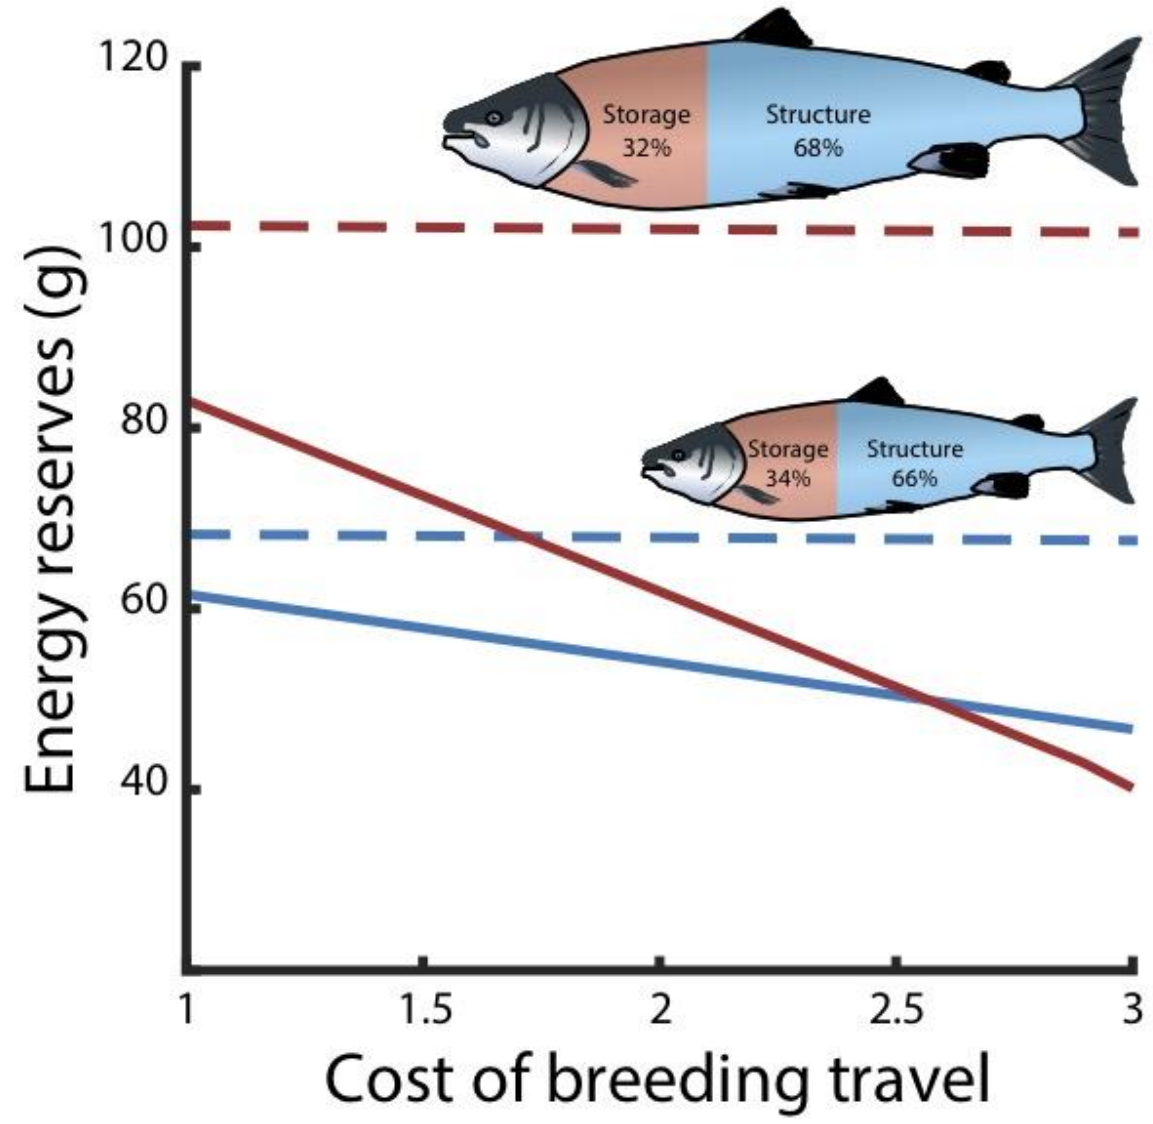 120
Storage
32%
Structure
68%
100
80
Storage
34%
Structure
66%
60
40
Energy reserves (g)
1
1.5
2
2.5
3
Cost of breeding travel